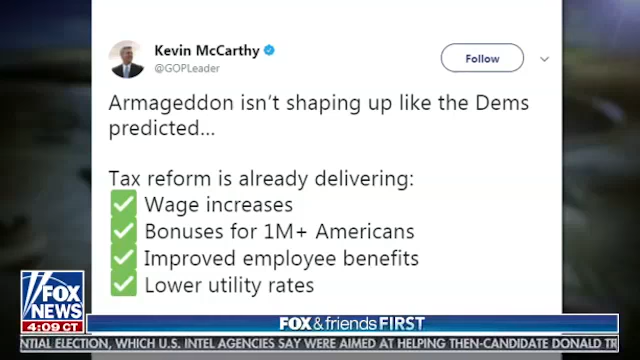 Kevin McCarthy
@GOPLeader
Follow
Armageddon isn't shaping up like the Dems
predicted...
Tax reform is already delivering:
Wage increases
Bonuses for 1M+ Americans
Improved employee benefits
Lower utility rates
FOX
NEWS
4:09 CT
FOX&friendsFIRST
NTIAL ELECTION, WHICH U.S. INTEL AGENCIES SAY WERE AIMED AT HELPING THEN-CANDIDATE DONALD TR